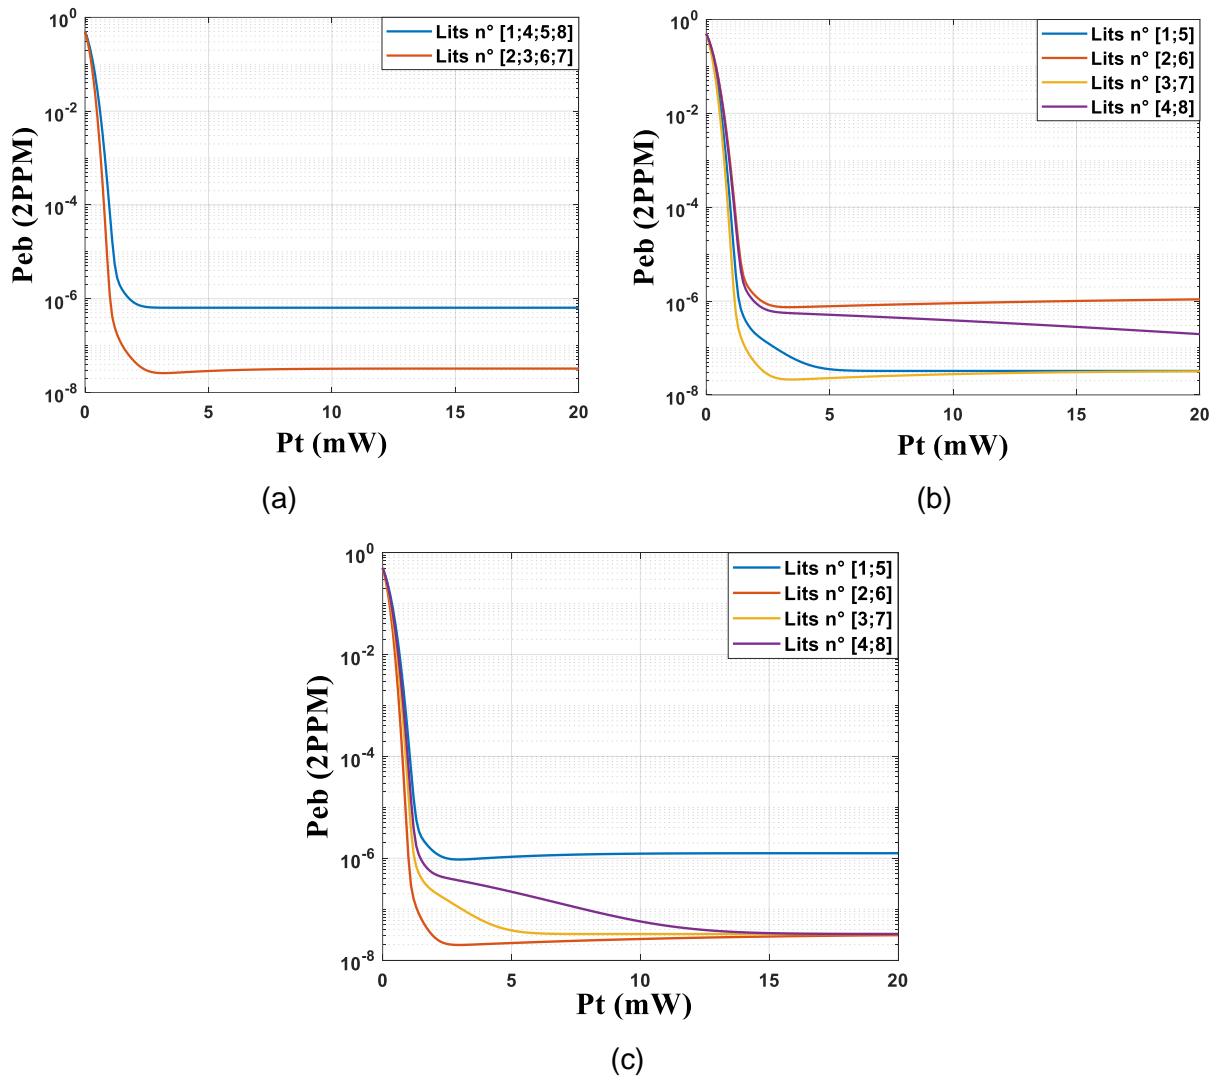 Lits n° [1;4;5;8]
Lits n° [2;3;6;7]
10^0
10^-2
10^-4
10^-6
10^-8
Peb (2PPM)
0 5 10 15 20
Pt (mW)
(a)
Lits n° [1;5]
Lits n° [2;6]
Lits n° [3;7]
Lits n° [4;8]
10^0
10^-2
10^-4
10^-6
10^-8
Peb (2PPM)
0 5 10 15 20
Pt (mW)
(b)
Lits n° [1;5]
Lits n° [2;6]
Lits n° [3;7]
Lits n° [4;8]
10^0
10^-2
10^-4
10^-6
10^-8
Peb (2PPM)
0 5 10 15 20
Pt (mW)
(c)